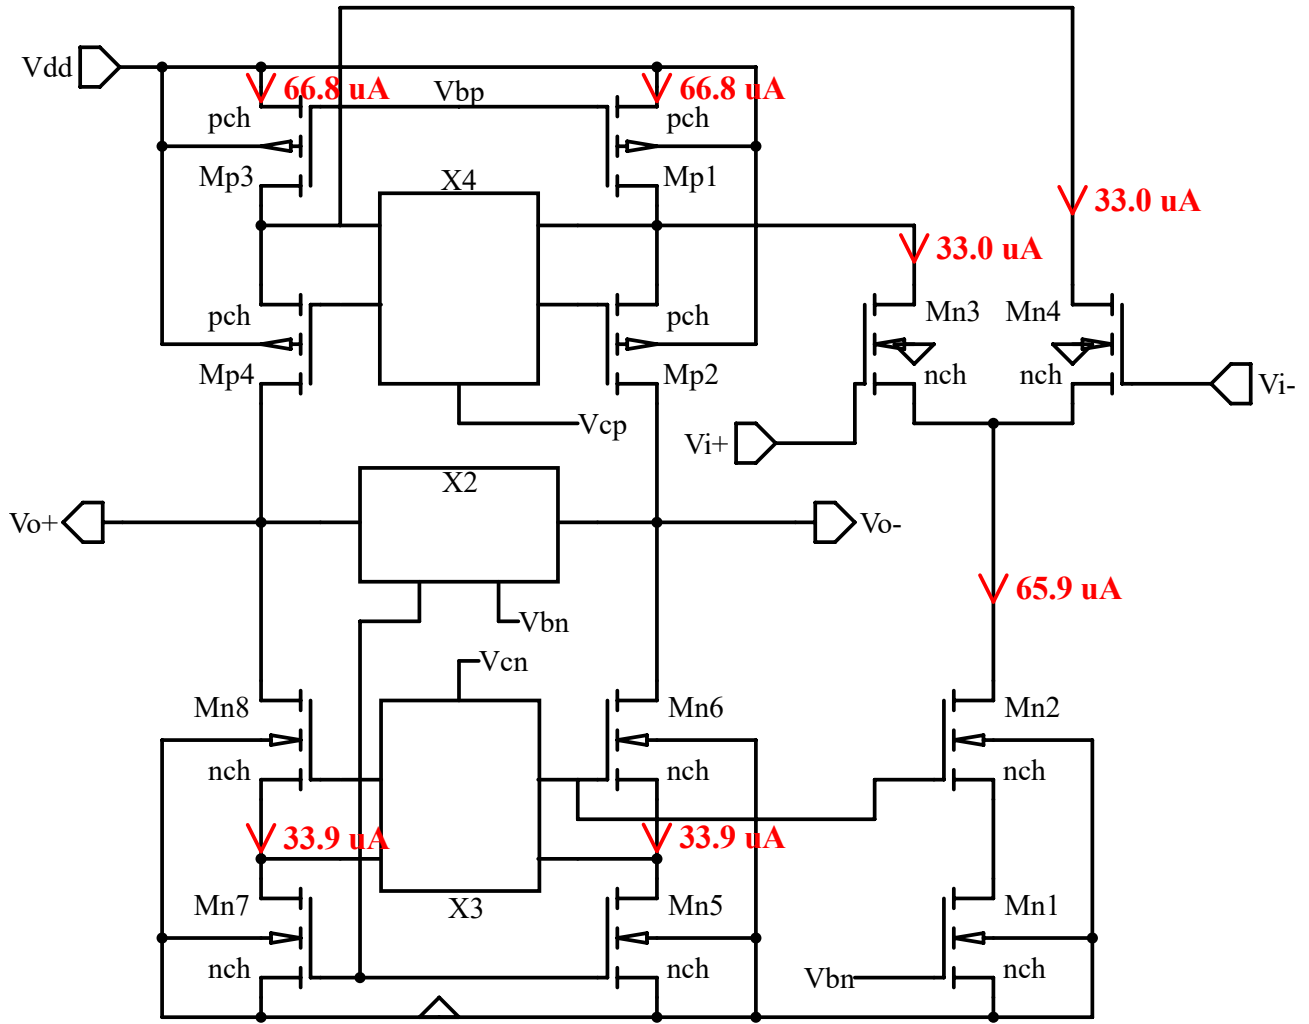 Vdd
66.8 uA
Vbp
66.8 uA
pch
pch
Mp3
X4
Mp1
33.0 uA
33.0 uA
pch
pch
Mn3
Mn4
Mp4
Mp2
nch
nch
Vi-
Vcp
Vi+
X2
Vo+
Vo-
65.9 uA
Vbn
Vcn
Mn8
Mn6
Mn2
nch
nch
nch
33.9 uA
33.9 uA
Mn7
X3
Mn5
Mn1
nch
nch
Vbn
nch